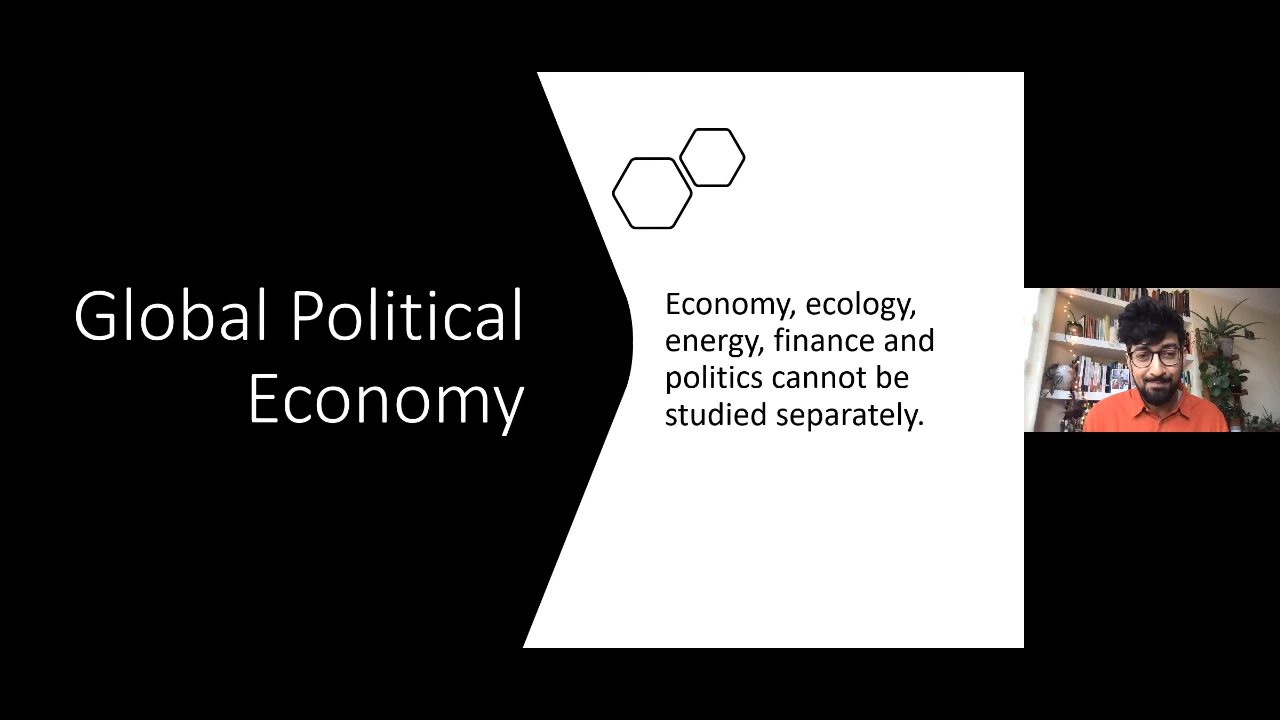 Global Political
Economy
Economy, ecology,
energy, finance and
politics cannot be
studied separately.